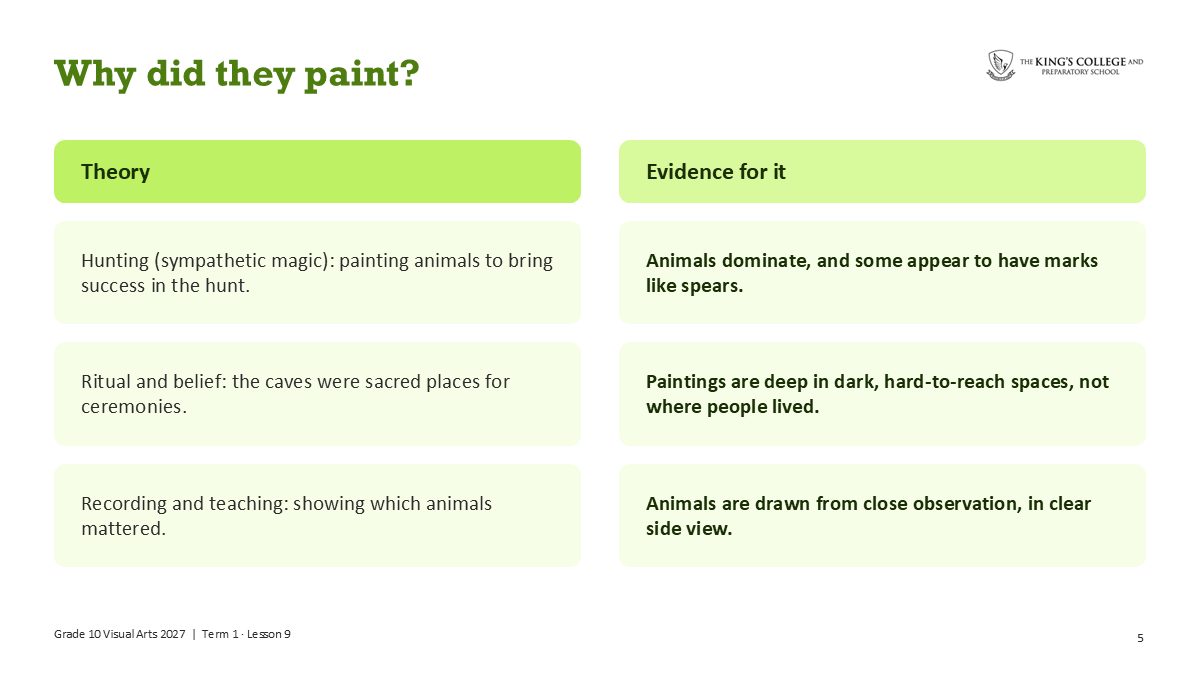 Why did they paint?
THE KING'S COLLEGE AND
PREPARATORY SCHOOL
Theory
Evidence for it
Hunting (sympathetic magic): painting animals to bring
success in the hunt.
Animals dominate, and some appear to have marks
like spears.
Ritual and belief: the caves were sacred places for
ceremonies.
Paintings are deep in dark, hard-to-reach spaces, not
where people lived.
Recording and teaching: showing which animals
mattered.
Animals are drawn from close observation, in clear
side view.
Grade 10 Visual Arts 2027 | Term 1 · Lesson 9
5